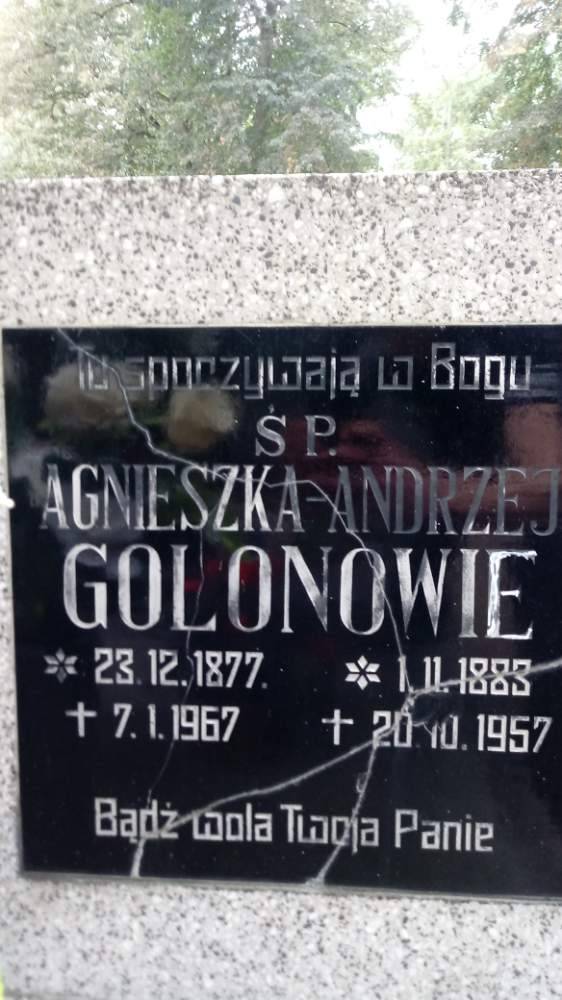 Tu spoczywają w Bogu
ŚP.
AGNIESZKA-ANDRZEJ
GOLONOWIE
23.12.1877. 1.11.1883
7.1.1967 20.10.1957
Bądź wola Twoja Panie